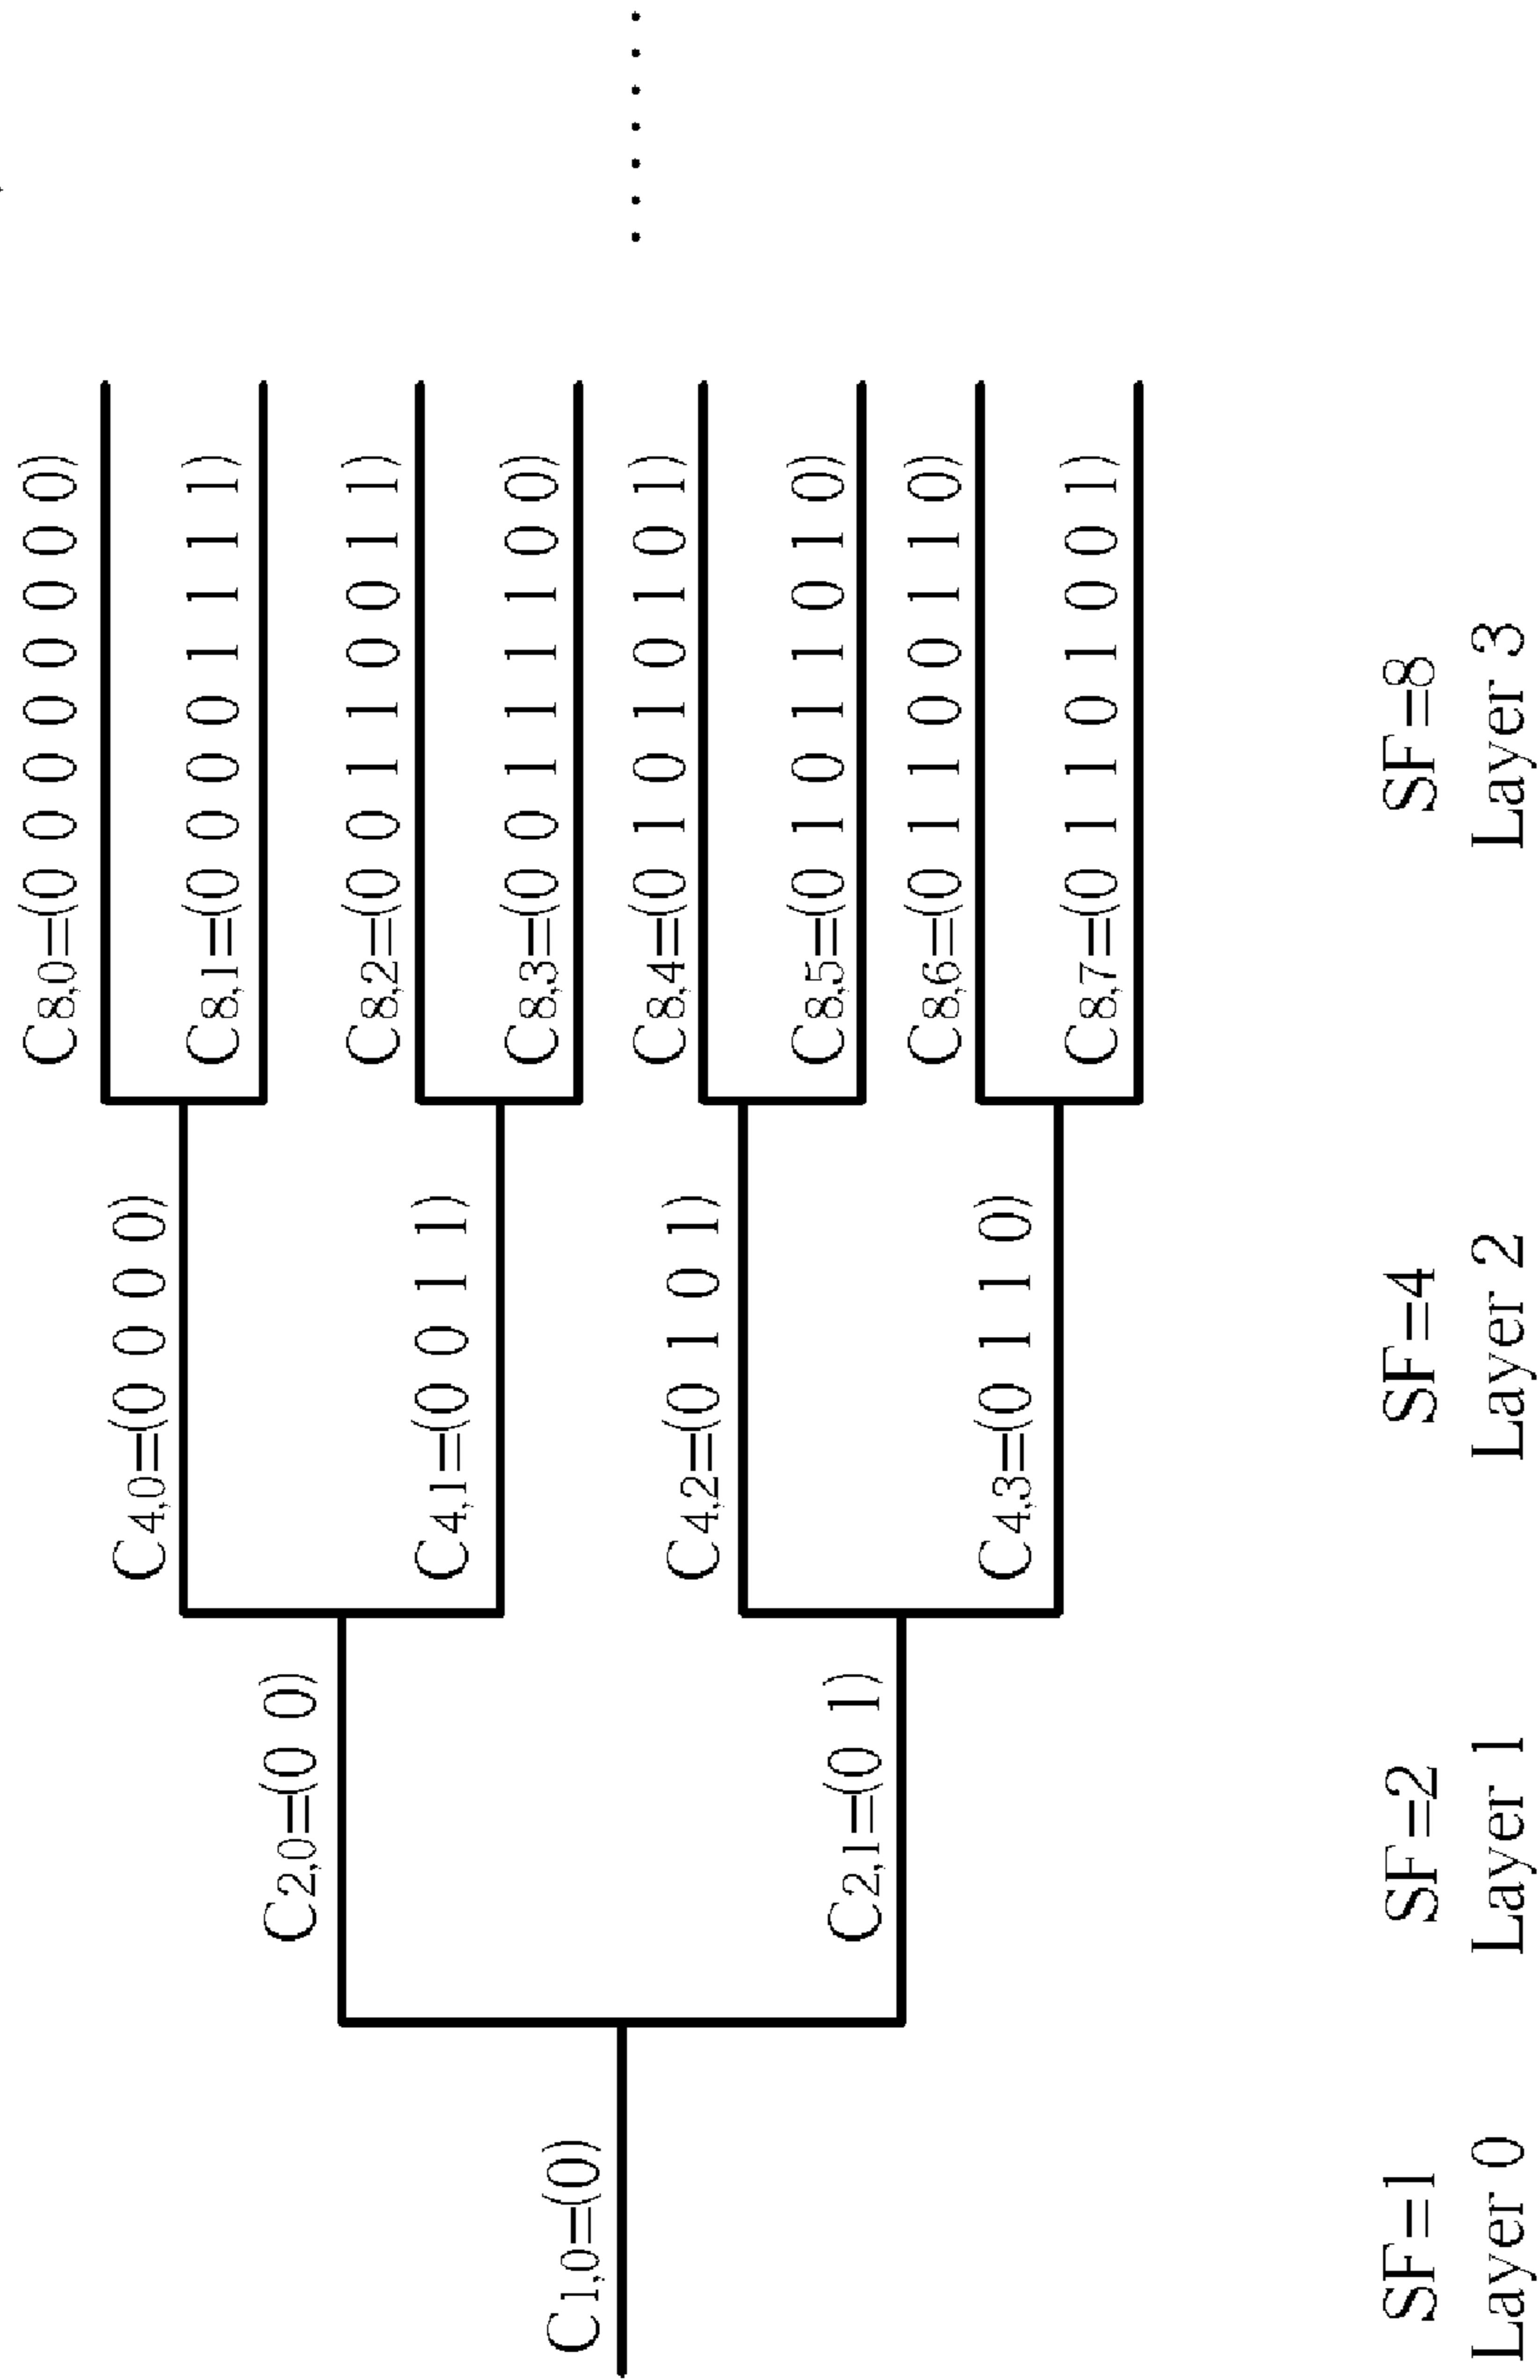 C1,0=(0)
C2,0=(0 0)
C2,1=(0 1)
C4,0=(0 0 0 0)
C4,1=(0 0 1 1)
C4,2=(0 1 0 1)
C4,3=(0 1 1 0)
C8,0=(0 0 0 0 0 0 0 0)
C8,1=(0 0 0 0 1 1 1 1)
C8,2=(0 0 1 1 0 0 1 1)
C8,3=(0 0 1 1 1 1 0 0)
C8,4=(0 1 0 1 0 1 0 1)
C8,5=(0 1 0 1 1 0 1 0)
C8,6=(0 1 1 0 0 1 1 0)
C8,7=(0 1 1 0 1 0 0 1)
.......
SF=1 SF=2 SF=4 SF=8
Layer 0 Layer 1 Layer 2 Layer 3